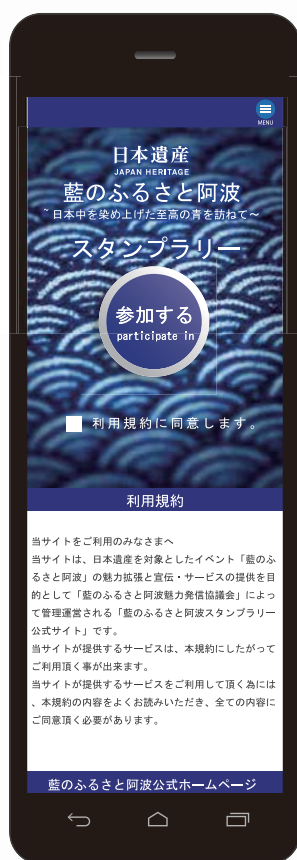 MENU
日本遺産
JAPAN HERITAGE
藍のふるさと阿波
~日本中を染め上げた至高の青を訪ねて~
スタンプラリー
参加する
participate in
利用規約に同意します。
利用規約
当サイトをご利用のみなさまへ
当サイトは、日本遺産を対象としたイベント「藍のふ
るさと阿波」の魅力拡張と宣伝・サービスの提供を目
的として「藍のふるさと阿波魅力発信協議会」によっ
て管理運営される「藍のふるさと阿波スタンプラリー
公式サイト」です。
当サイトが提供するサービスは、本規約にしたがって
ご利用頂く事が出来ます。
当サイトが提供するサービスをご利用して頂く為には
、本規約の内容をよくお読みいただき、全ての内容に
ご同意頂く必要があります。
藍のふるさと阿波公式ホームページ